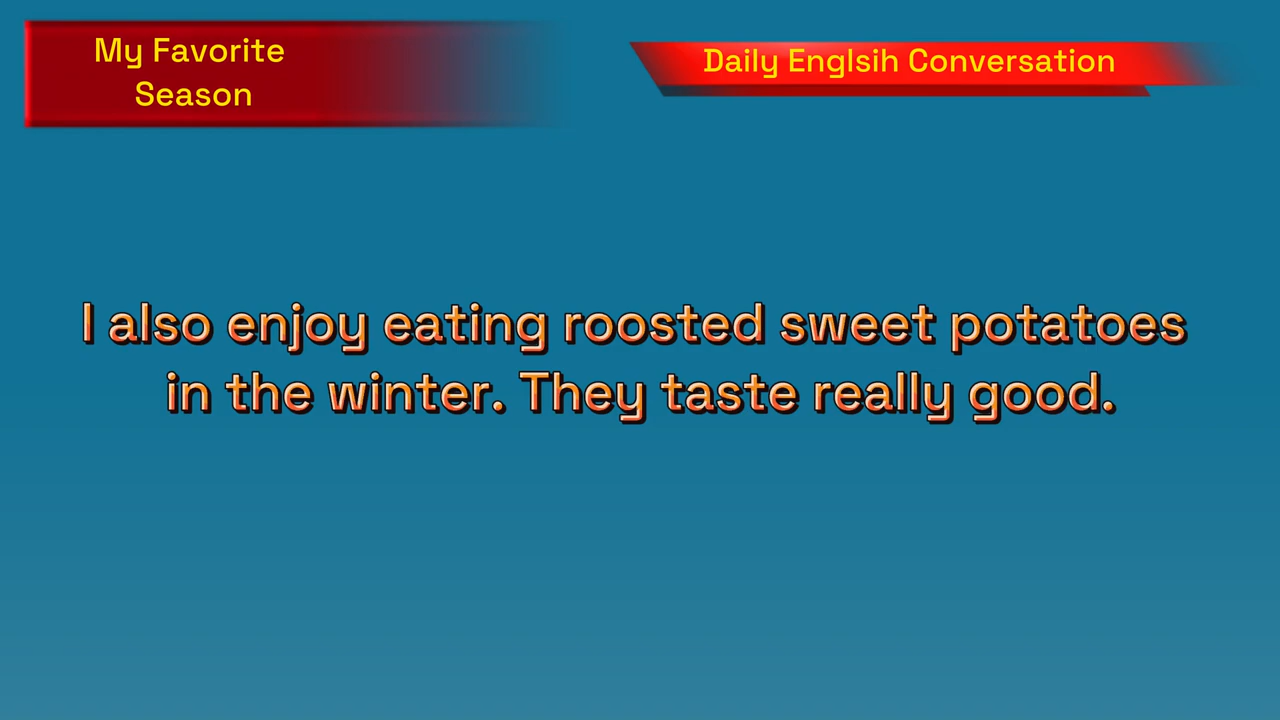 My Favorite
Season
Daily Englsih Conversation
I also enjoy eating roosted sweet potatoes
in the winter. They taste really good.